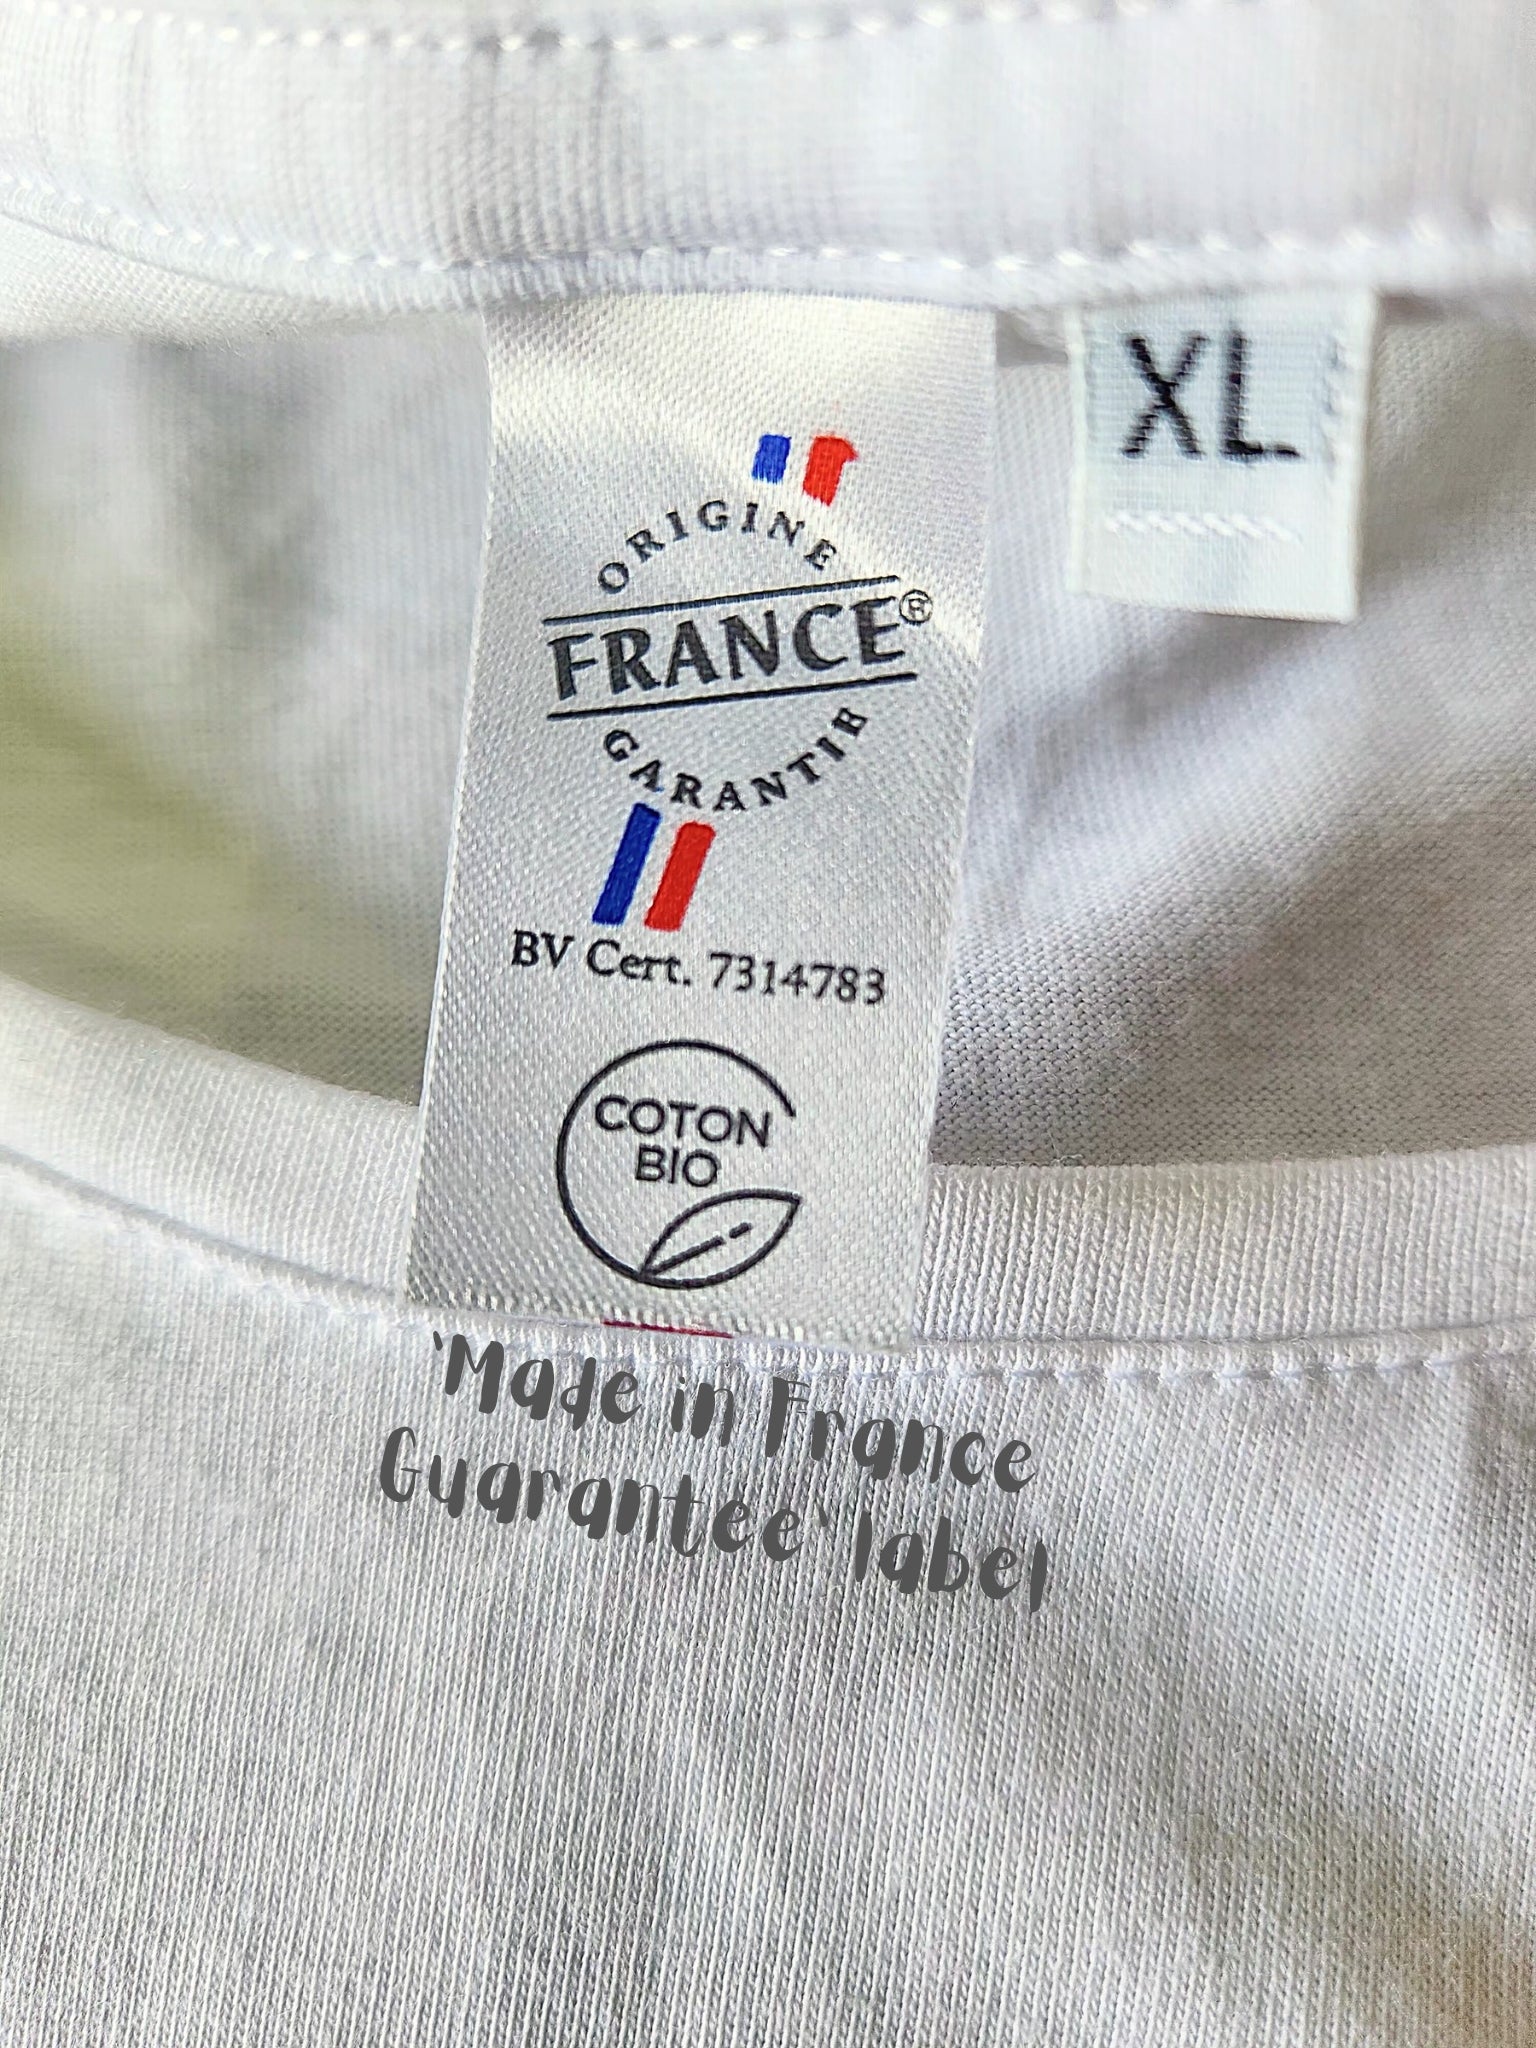 XL
ORIGINE
FRANCE®
GARANTIE
BV Cert. 7314783
COTON
BIO
'Made in France
Guarantee' label